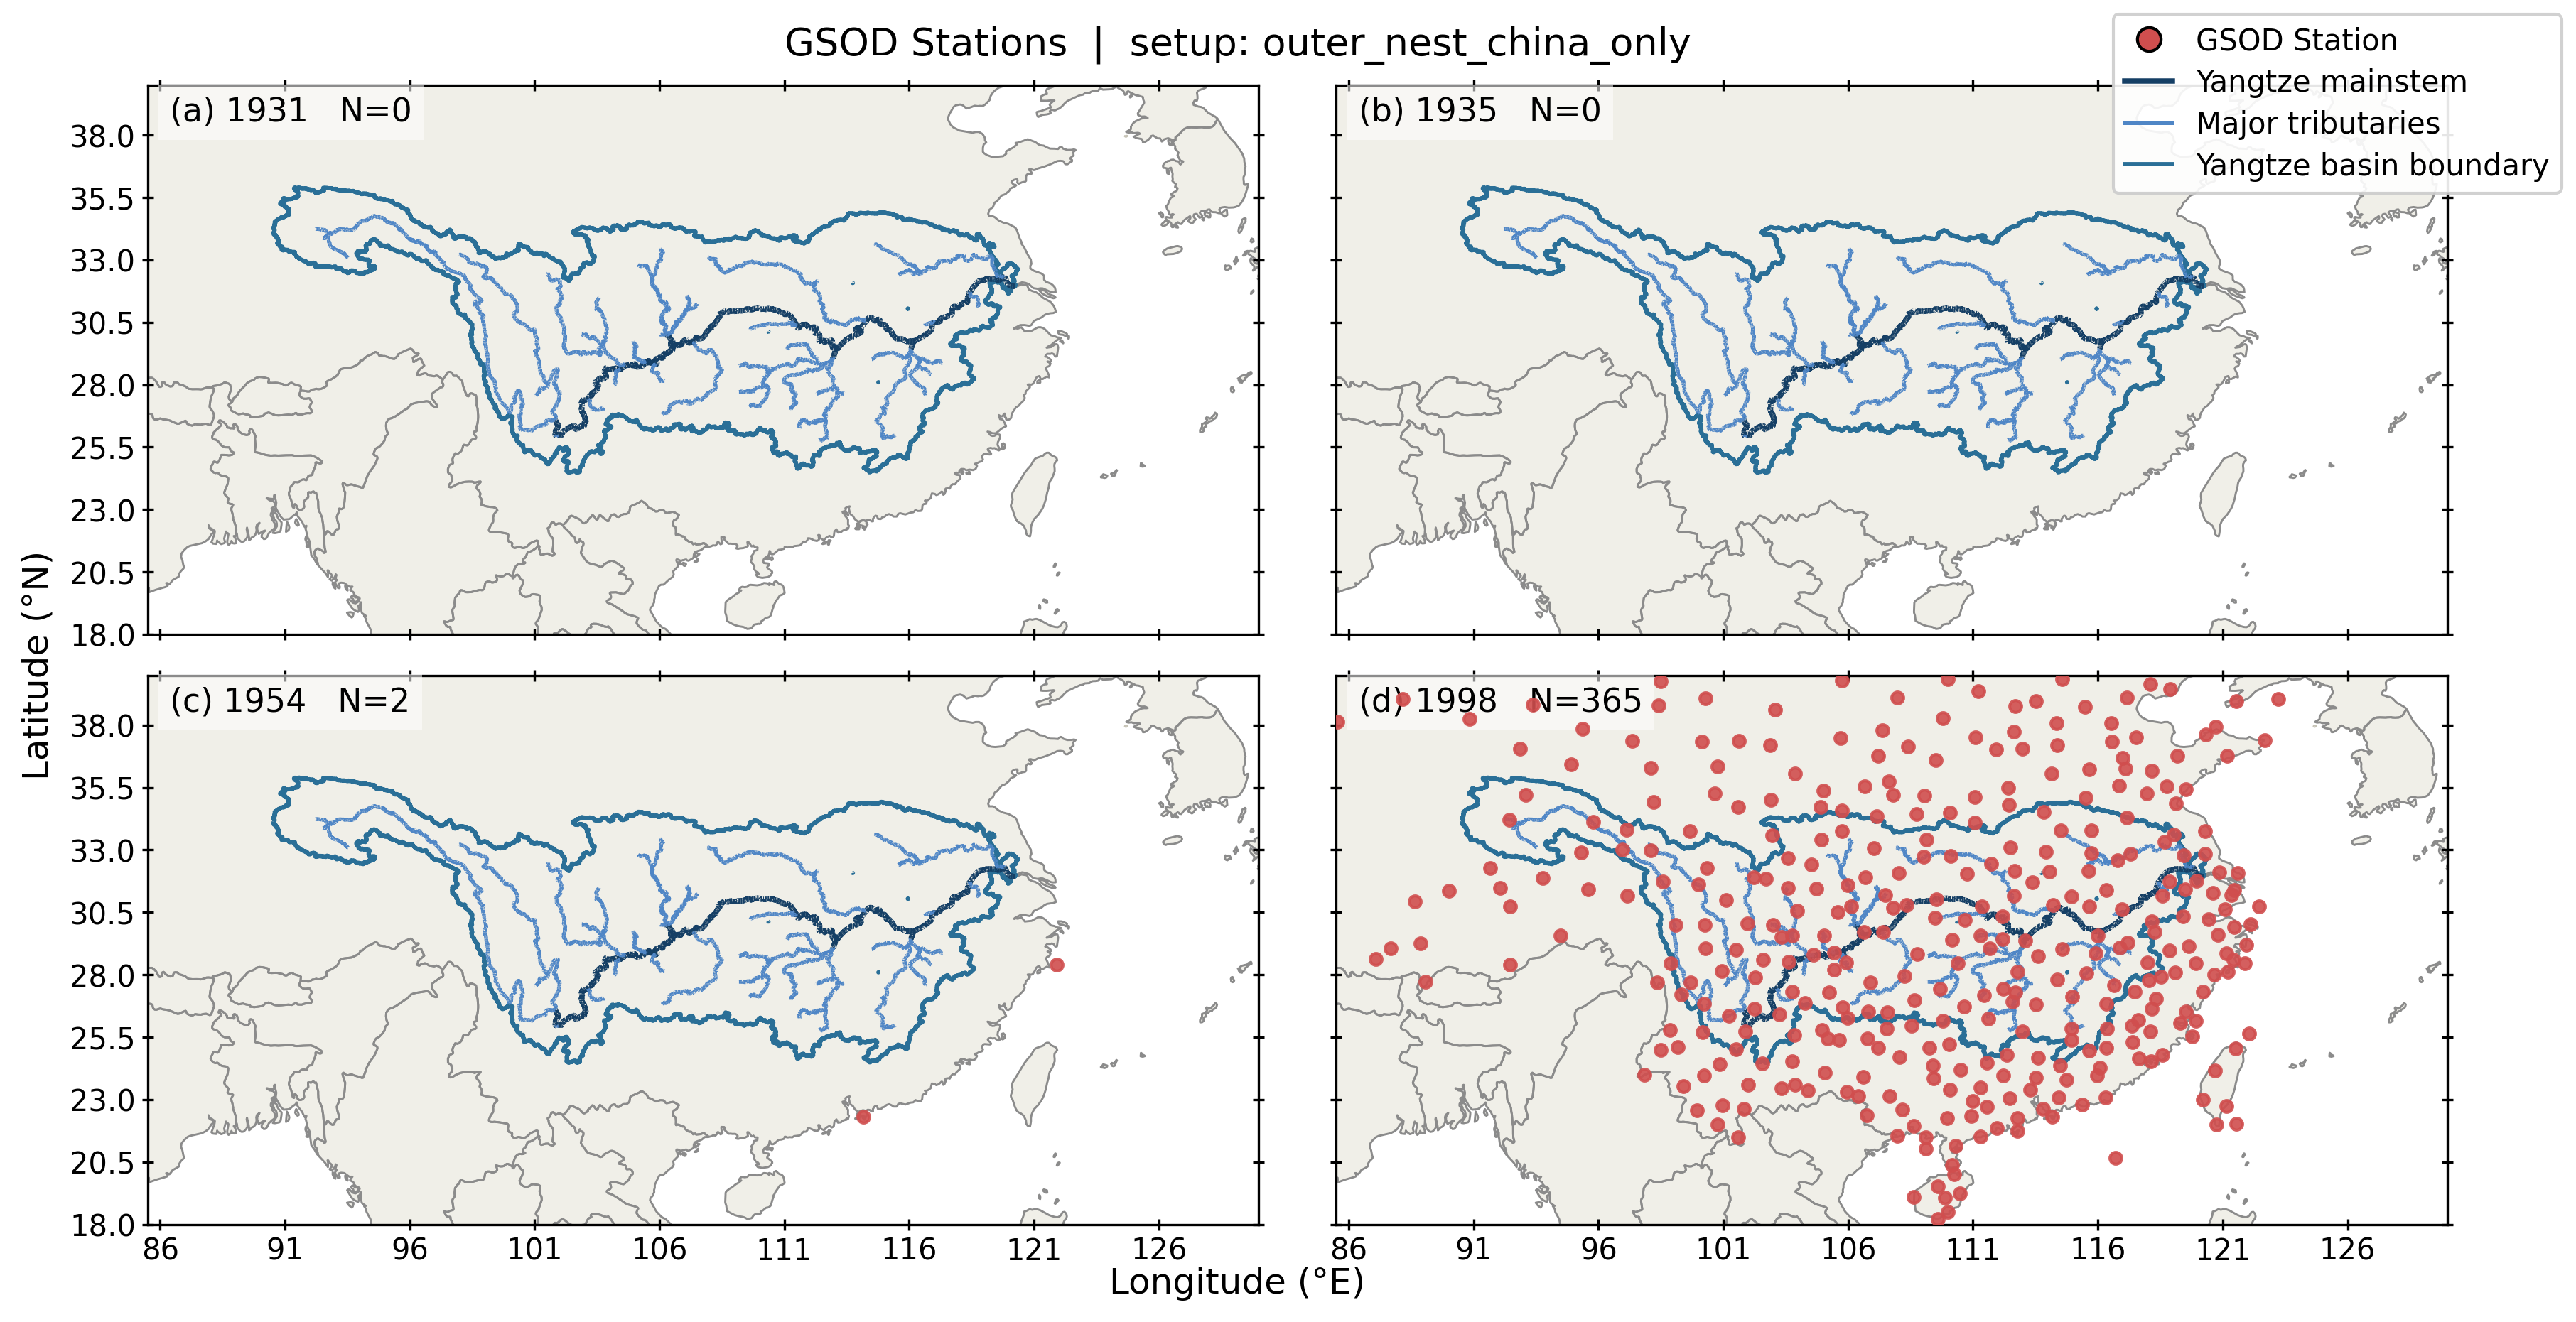 GSOD Stations | setup: outer_nest_china_only
GSOD Station
Yangtze mainstem
Major tributaries
Yangtze basin boundary
(a) 1931 N=0
(b) 1935 N=0
38.0
35.5
33.0
30.5
28.0
25.5
23.0
20.5
18.0
Latitude (°N)
(c) 1954 N=2
(d) 1998 N=365
38.0
35.5
33.0
30.5
28.0
25.5
23.0
20.5
18.0
86 91 96 101 106 111 116 121 126
86 91 96 101 106 111 116 121 126
Longitude (°E)